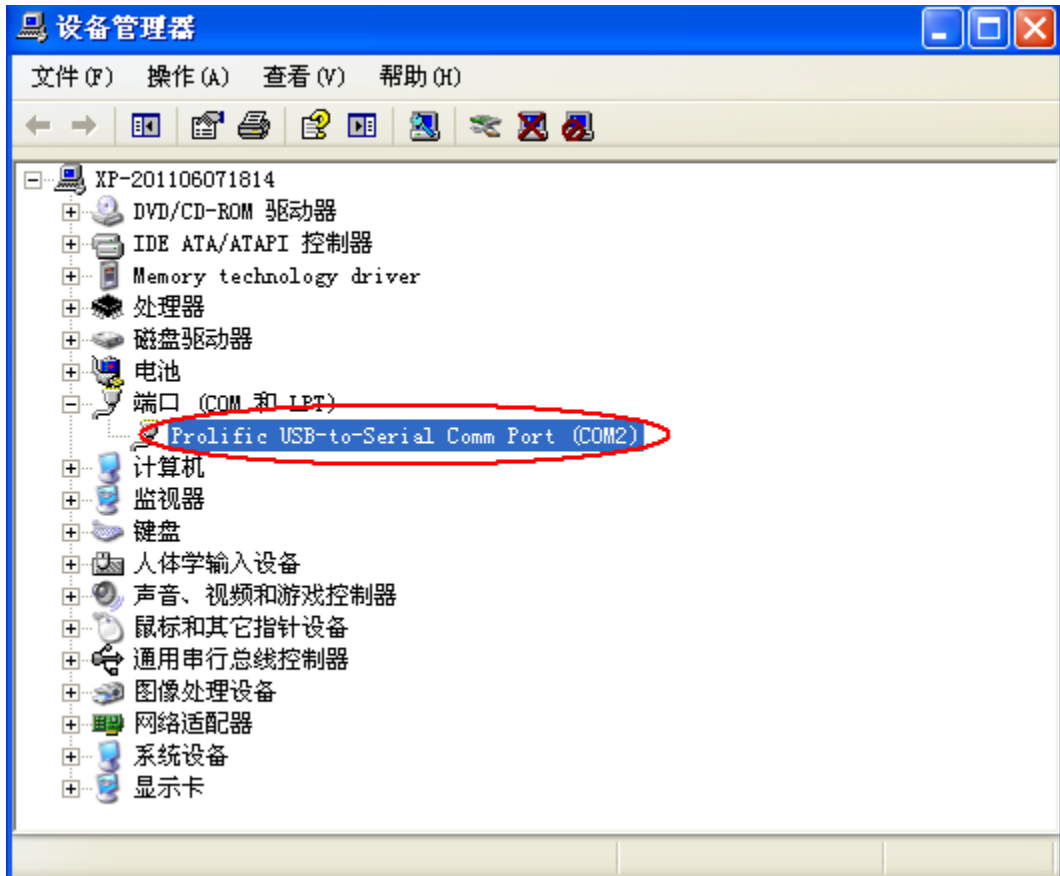 设备管理器
文件(F) 操作(A) 查看(V) 帮助(H)
XP-201106071814
DVD/CD-ROM 驱动器
IDE ATA/ATAPI 控制器
Memory technology driver
处理器
磁盘驱动器
电池
端口 (COM 和 LPT)
Prolific USB-to-Serial Comm Port (COM2)
计算机
监视器
键盘
人体学输入设备
声音、视频和游戏控制器
鼠标和其它指针设备
通用串行总线控制器
图像处理设备
网络适配器
系统设备
显示卡